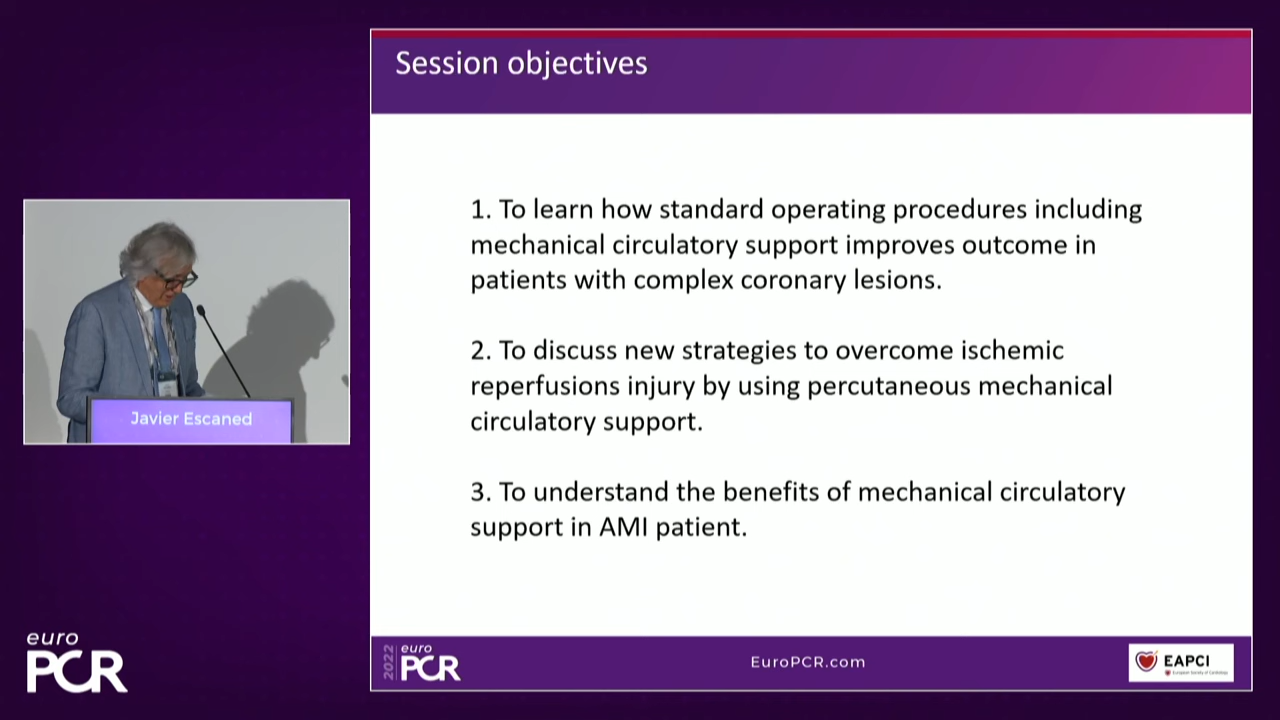 Session objectives
1. To learn how standard operating procedures including
mechanical circulatory support improves outcome in
patients with complex coronary lesions.
2. To discuss new strategies to overcome ischemic
reperfusions injury by using percutaneous mechanical
circulatory support.
3. To understand the benefits of mechanical circulatory
support in AMI patient.
Javier Escaned
euro
PCR
2022
euro
PCR
EuroPCR.com
EAPCI